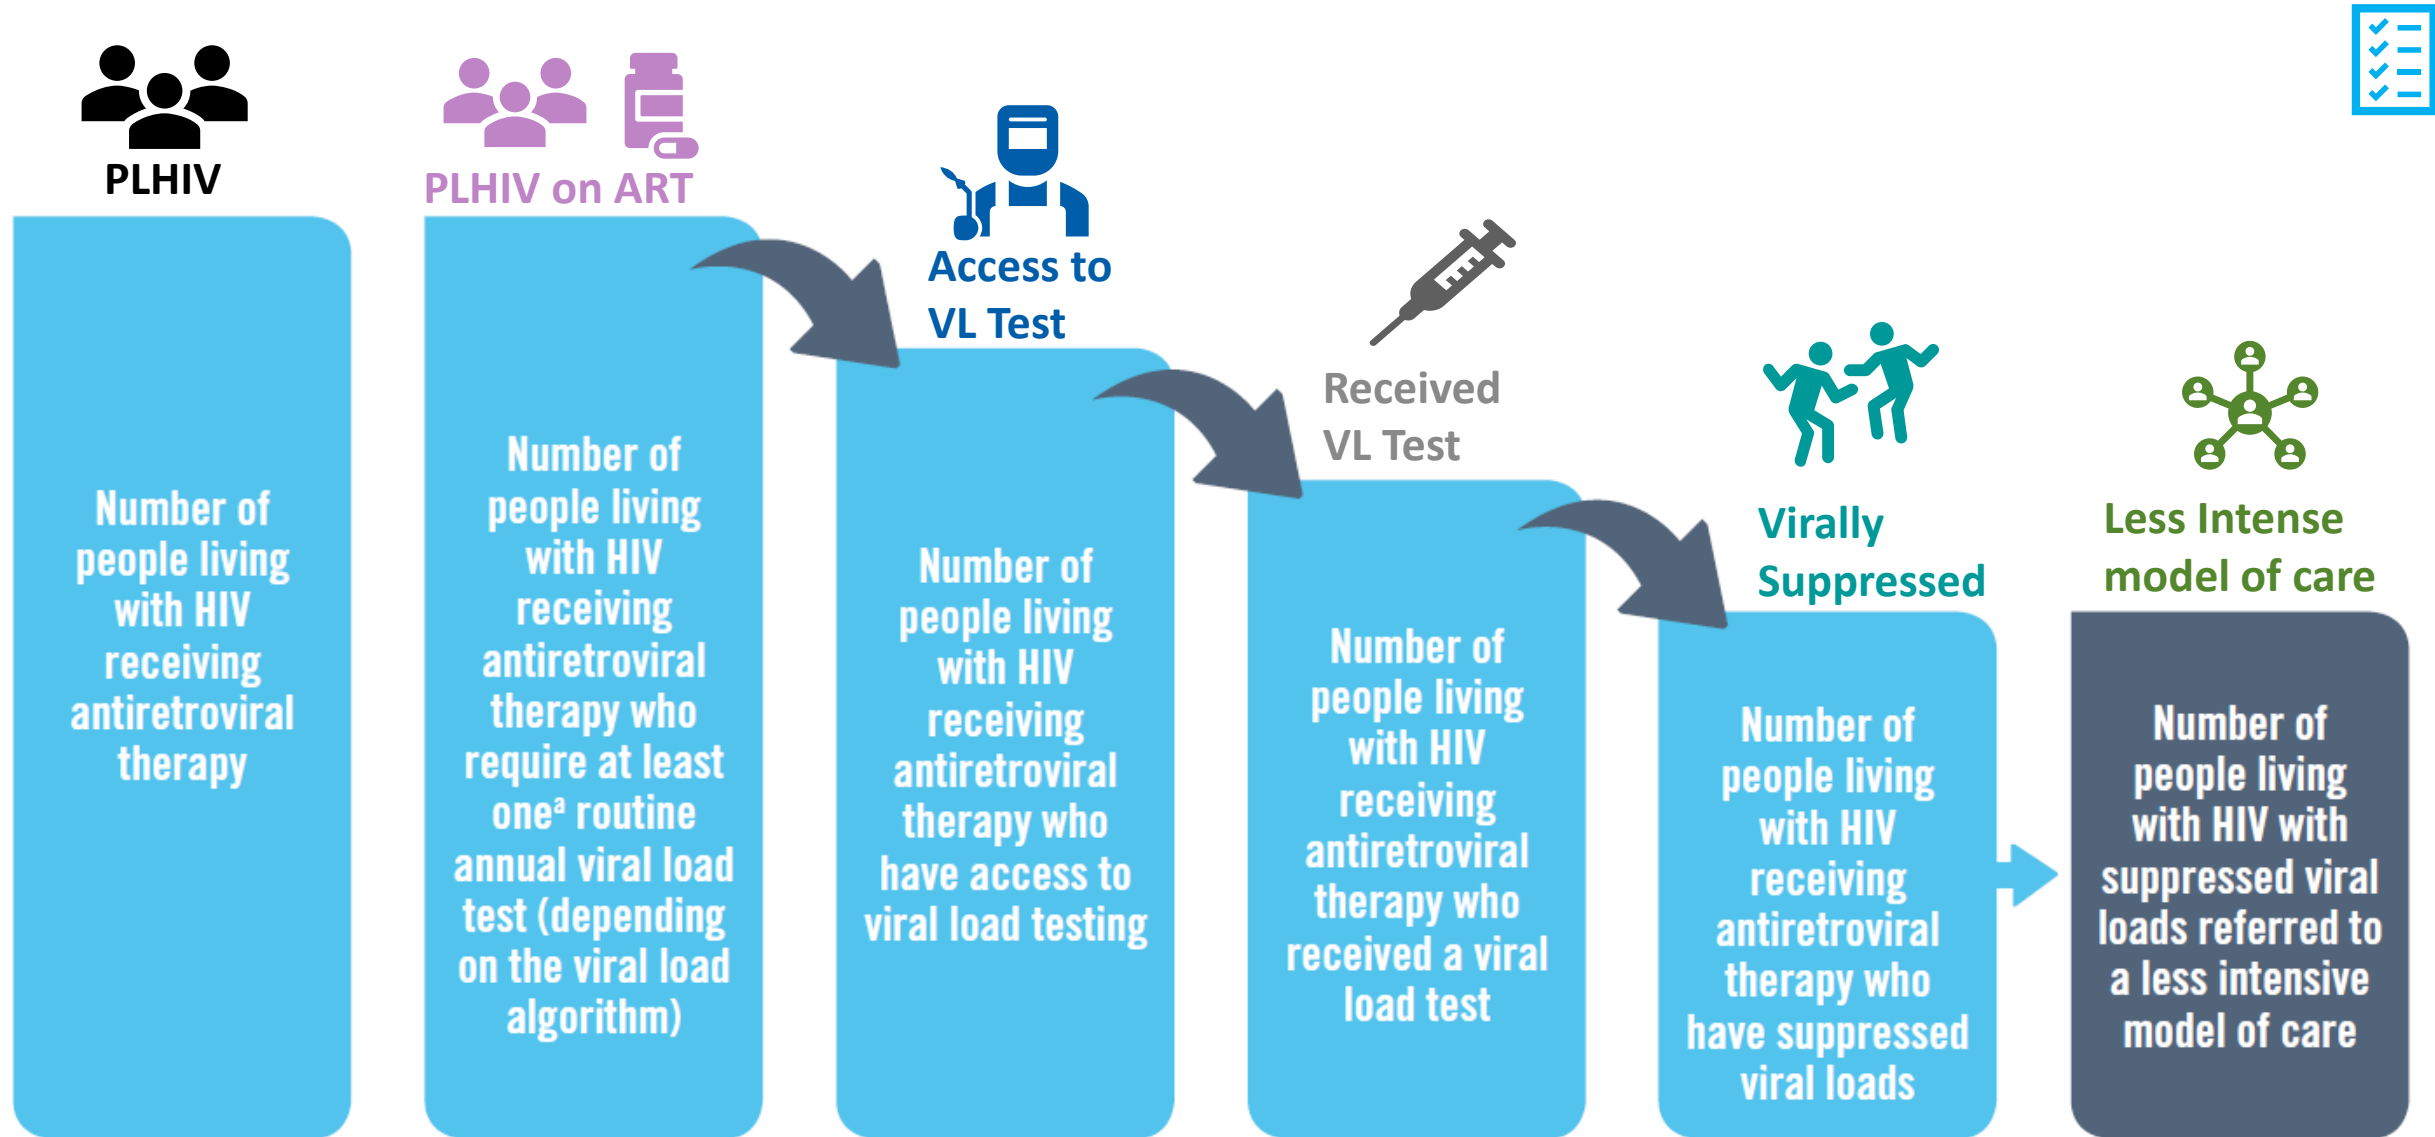 PLHIV
Number of
people living
with HIV
receiving
antiretroviral
therapy
PLHIV on ART
Number of
people living
with HIV
receiving
antiretroviral
therapy who
require at least
oneᵃ routine
annual viral load
test (depending
on the viral load
algorithm)
Access to
VL Test
Number of
people living
with HIV
receiving
antiretroviral
therapy who
have access to
viral load testing
Received
VL Test
Number of
people living
with HIV
receiving
antiretroviral
therapy who
received a viral
load test
Virally
Suppressed
Number of
people living
with HIV
receiving
antiretroviral
therapy who
have suppressed
viral loads
Less Intense
model of care
Number of
people living
with HIV with
suppressed viral
loads referred to
a less intensive
model of care